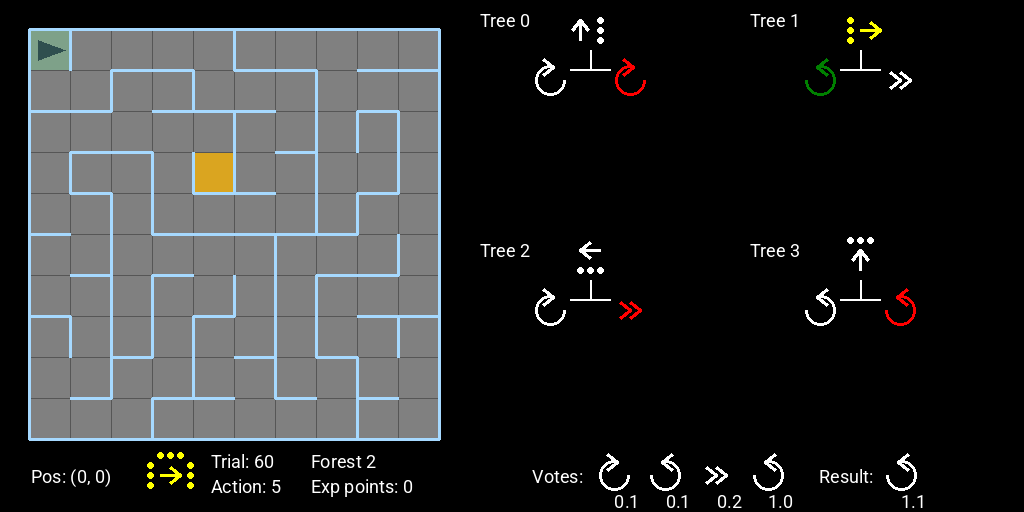 Tree 0
Tree 1
Tree 2
Tree 3
Pos: (0, 0)
Trial: 60
Action: 5
Forest 2
Exp points: 0
Votes:
0.1
0.1
0.2
1.0
Result:
1.1